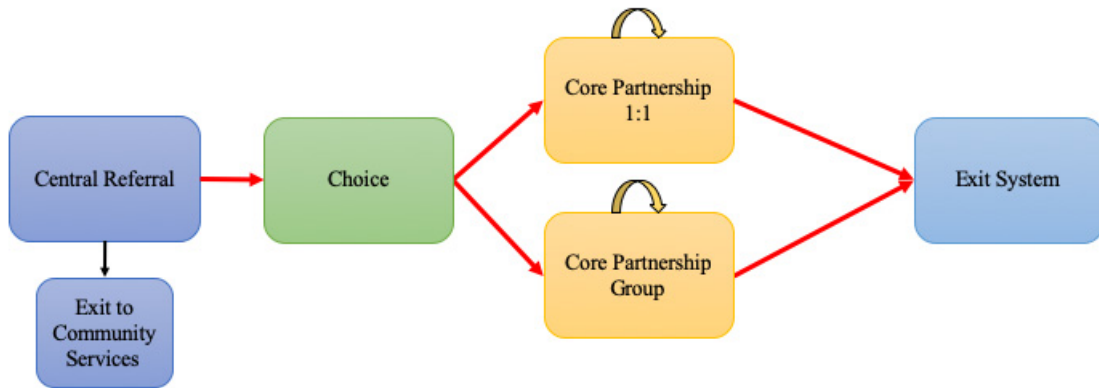 Central Referral
Exit to
Community
Services
Choice
Core Partnership
1:1
Core Partnership
Group
Exit System